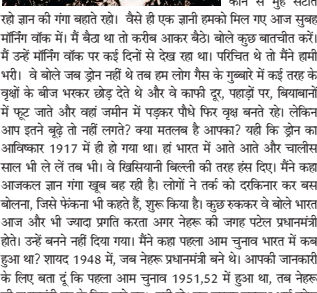 रहो ज्ञान की गंगा बहाते रहो। वैसे ही एक ज्ञानी हमको मिल गए आज सुबह
मॉर्निंग वॉक में। मैं बैठा था तो करीब आकर बैठे। बोले कुछ बातचीत करें।
मैं उन्हें मॉर्निंग वॉक पर कई दिनों से देख रहा था। परिचित थे तो मैंने हामी
भरी। वे बोले जब ड्रोन नहीं थे तब हम लोग गैस के गुब्बारे में कई तरह के
वृक्षों के बीज भरकर छोड़ देते थे और वे काफी दूर, पहाड़ों पर, बियाबानों
में फूट जाते और वहां जमीन में पड़कर पौधे फिर वृक्ष बनते रहे। लेकिन
आप इतने बूढ़े तो नहीं लगते? क्या मतलब है आपका? यही कि ड्रोन का
आविष्कार 1917 में ही हो गया था। हां भारत में आते आते और चालीस
साल भी ले लें तब भी। वे खिसियानी बिल्ली की तरह हंस दिए। मैंने कहा
आजकल ज्ञान गंगा खूब बह रही है। लोगों ने तर्क को दरकिनार कर बस
बोलना, जिसे फेंकना भी कहते हैं, शुरू किया है। कुछ रुककर वे बोले भारत
आज और भी ज्यादा प्रगति करता अगर नेहरू की जगह पटेल प्रधानमंत्री
होते। उन्हें बनने नहीं दिया गया। मैंने कहा पहला आम चुनाव भारत में कब
हुआ था? शायद 1948 में, जब नेहरू प्रधानमंत्री बने थे। आपकी जानकारी
के लिए बता दूं कि पहला आम चुनाव 1951,52 में हुआ था, तब नेहरू